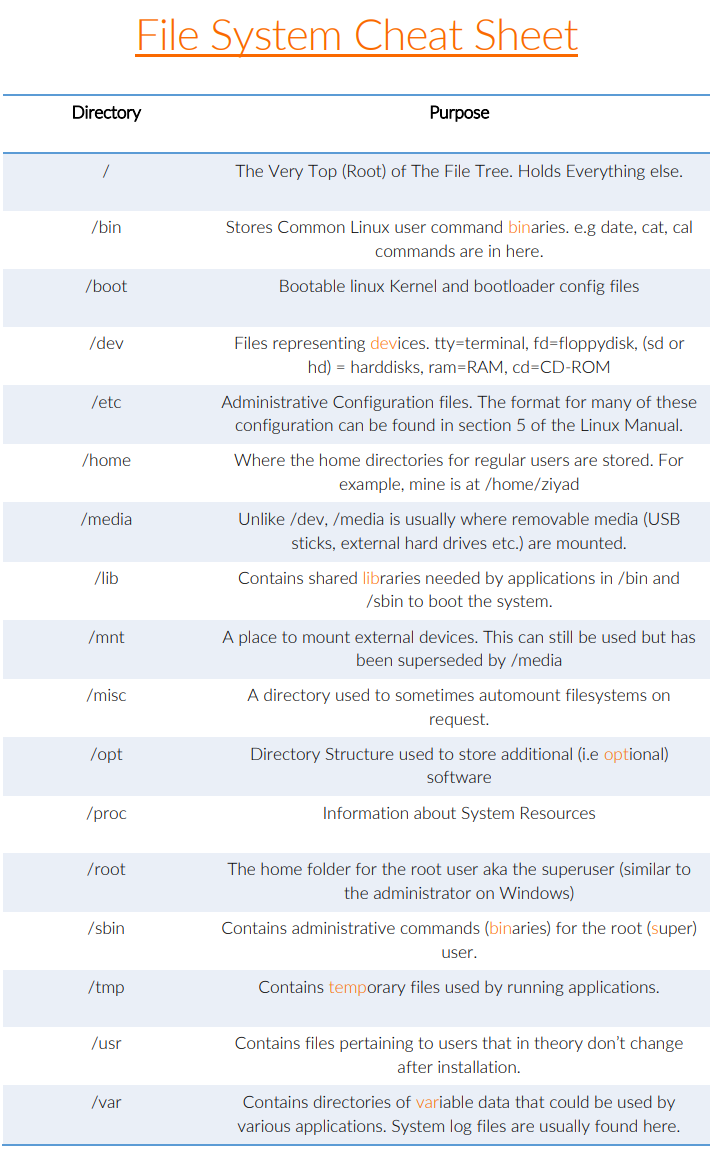 File System Cheat Sheet
Directory Purpose
/ The Very Top (Root) of The File Tree. Holds Everything else.
/bin Stores Common Linux user command binaries. e.g date, cat, cal
commands are in here.
/boot Bootable linux Kernel and bootloader config files
/dev Files representing devices. tty=terminal, fd=floppydisk, (sd or
hd) = harddisks, ram=RAM, cd=CD-ROM
/etc Administrative Configuration files. The format for many of these
configuration can be found in section 5 of the Linux Manual.
/home Where the home directories for regular users are stored. For
example, mine is at /home/ziyad
/media Unlike /dev, /media is usually where removable media (USB
sticks, external hard drives etc.) are mounted.
/lib Contains shared libraries needed by applications in /bin and
/sbin to boot the system.
/mnt A place to mount external devices. This can still be used but has
been superseded by /media
/misc A directory used to sometimes automount filesystems on
request.
/opt Directory Structure used to store additional (i.e optional)
software
/proc Information about System Resources
/root The home folder for the root user aka the superuser (similar to
the administrator on Windows)
/sbin Contains administrative commands (binaries) for the root (super)
user.
/tmp Contains temporary files used by running applications.
/usr Contains files pertaining to users that in theory don’t change
after installation.
/var Contains directories of variable data that could be used by
various applications. System log files are usually found here.